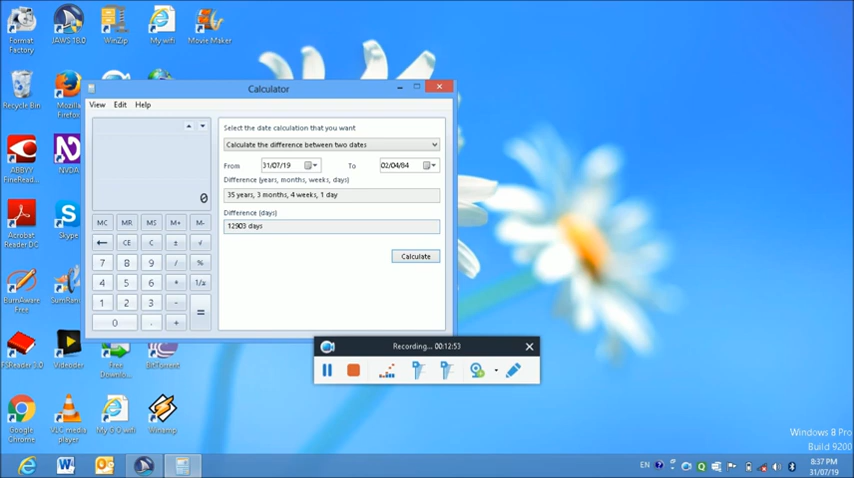 Format Factory
JAWS 18.0
WinZip
My wifi
Movie Maker
Recycle Bin
Mozilla Firefox
ABBYY FineRead...
NVDA
Acrobat Reader DC
Skype
BurnAware Free
PSReader 3.0
Videoder
Free Downlo...
BitTorrent
Google Chrome
VLC media player
My G O wifi
Winamp
Calculator
View Edit Help
0
MC MR MS M+ M-
← CE C ± √
7 8 9 / %
4 5 6 * 1/x
1 2 3 - =
0 . +
Select the date calculation that you want
Calculate the difference between two dates
From 31/07/19 To 02/04/84
Difference (years, months, weeks, days)
35 years, 3 months, 4 weeks, 1 day
Difference (days)
12903 days
Calculate
Recording... 00:12:53
Windows 8 Pro
Build 9200
EN
8:37 PM
31/07/19